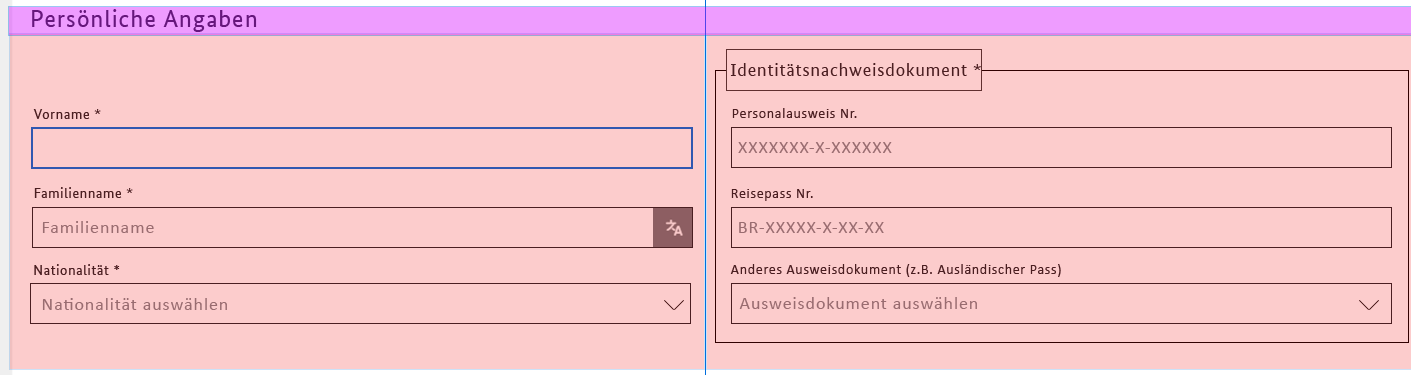 Persönliche Angaben
Vorname *
Familienname *
Familienname
Nationalität *
Nationalität auswählen
Identitätsnachweisdokument *
Personalausweis Nr.
XXXXXXX-X-XXXXXX
Reisepass Nr.
BR-XXXXX-X-XX-XX
Anderes Ausweisdokument (z.B. Ausländischer Pass)
Ausweisdokument auswählen